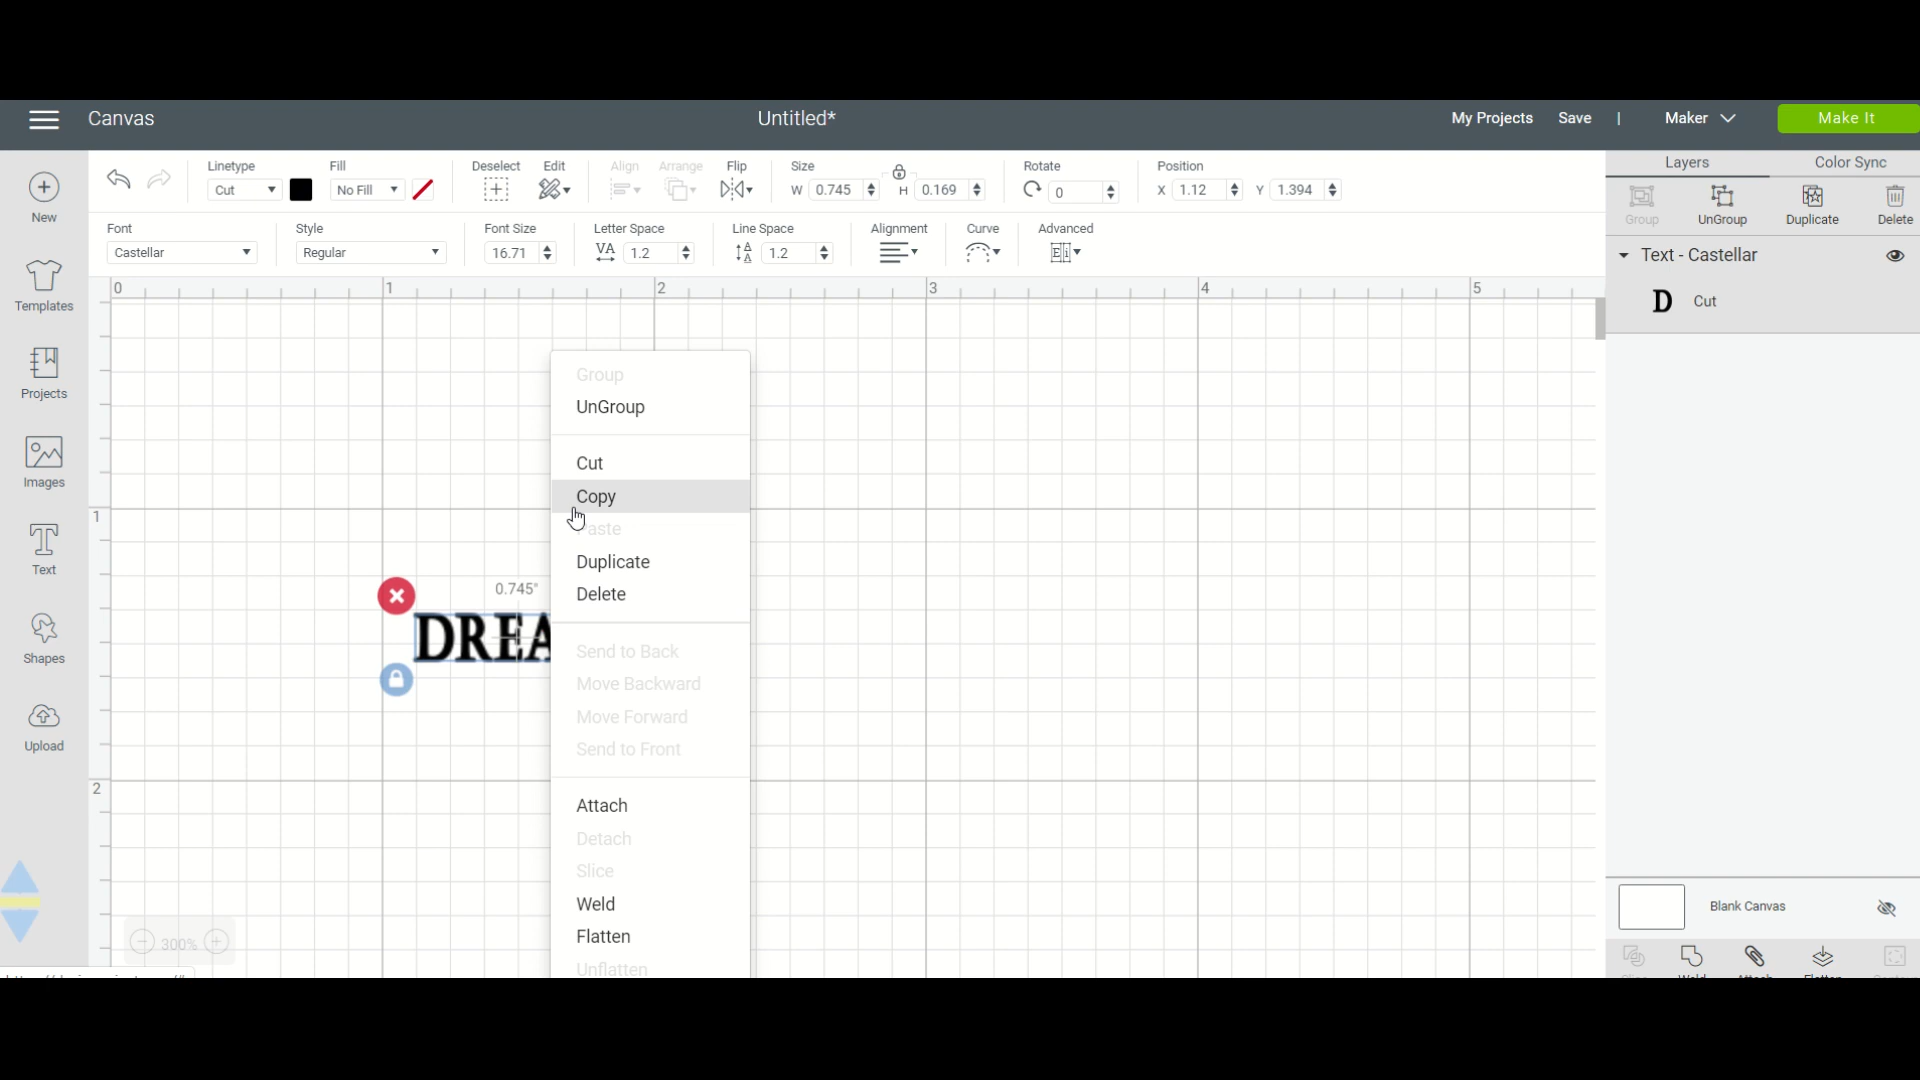 Canvas Untitled* My Projects Save | Maker Make It
Linetype Fill Deselect Edit Align Arrange Flip Size Rotate Position
Cut No Fill W 0.745 H 0.169 0 X 1.12 Y 1.394
Font Style Font Size Letter Space Line Space Alignment Curve Advanced
Castellar Regular 16.71 VA 1.2 1.2
0 1 2 3 4 5
1
2
New
Templates
Projects
Images
Text
Shapes
Upload
Group
UnGroup
Cut
Copy
Duplicate
Delete
Send to Back
Move Backward
Move Forward
Send to Front
Attach
Detach
Slice
Weld
Flatten
Unflatten
0.745"
DREA
300%
Layers Color Sync
Group UnGroup Duplicate Delete
Text - Castellar
D Cut
Blank Canvas